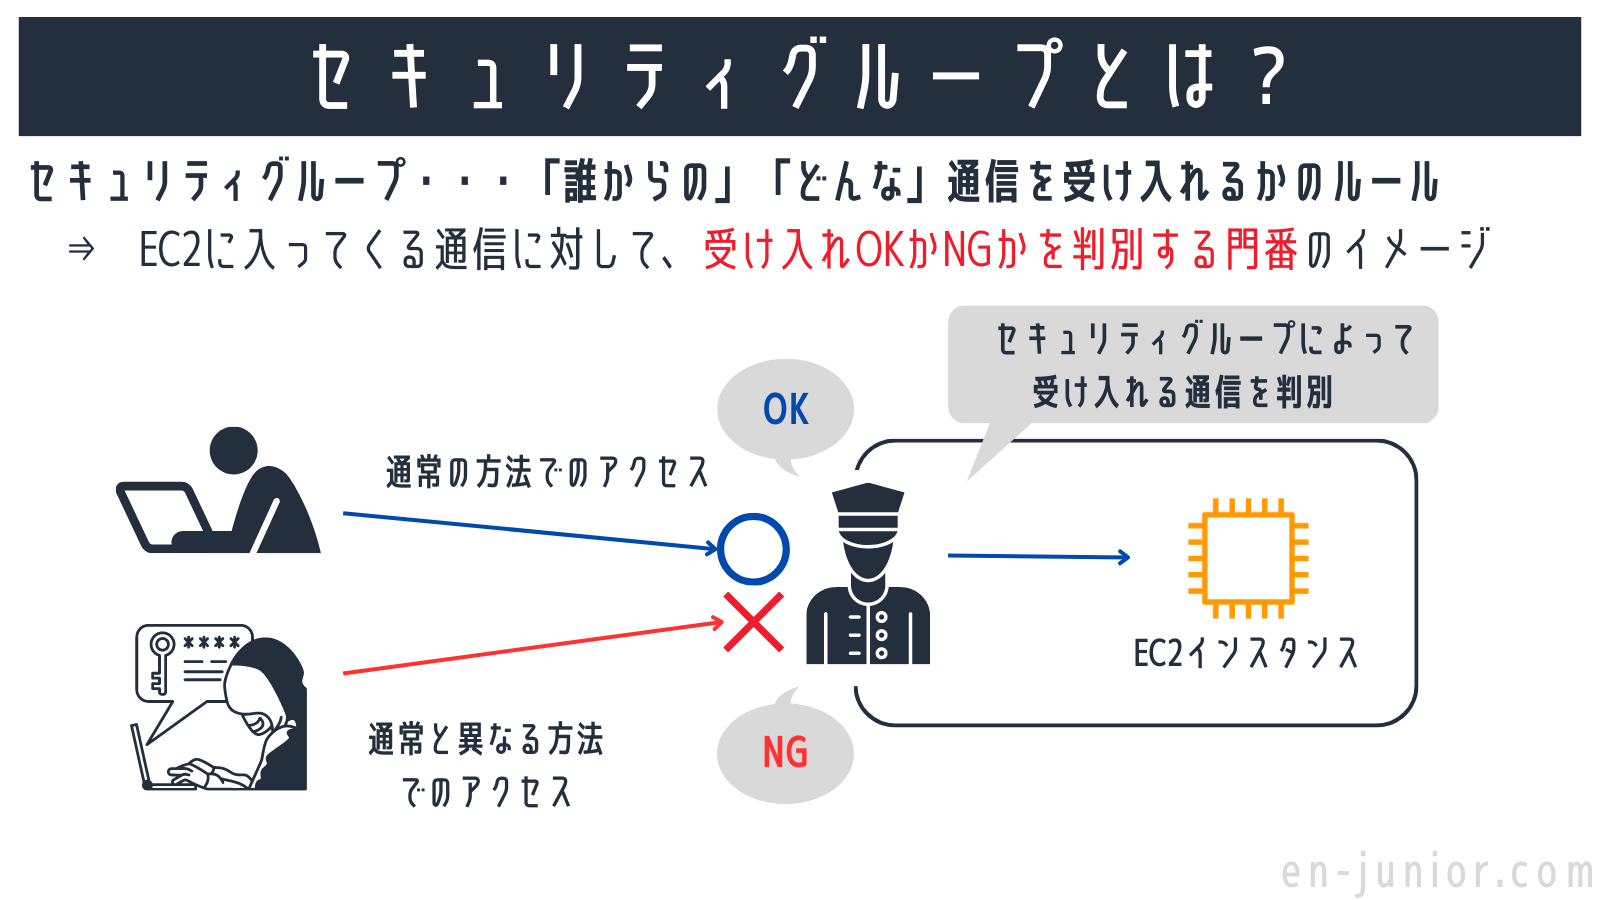 セキュリティグループとは？
セキュリティグループ・・・「誰からの」「どんな」通信を受け入れるかのルール
⇒ EC2に入ってくる通信に対して、受け入れOKかNGかを判別する門番のイメージ
セキュリティグループによって
受け入れる通信を判別
OK
通常の方法でのアクセス
****
EC2インスタンス
通常と異なる方法
でのアクセス
NG
en-junior.com